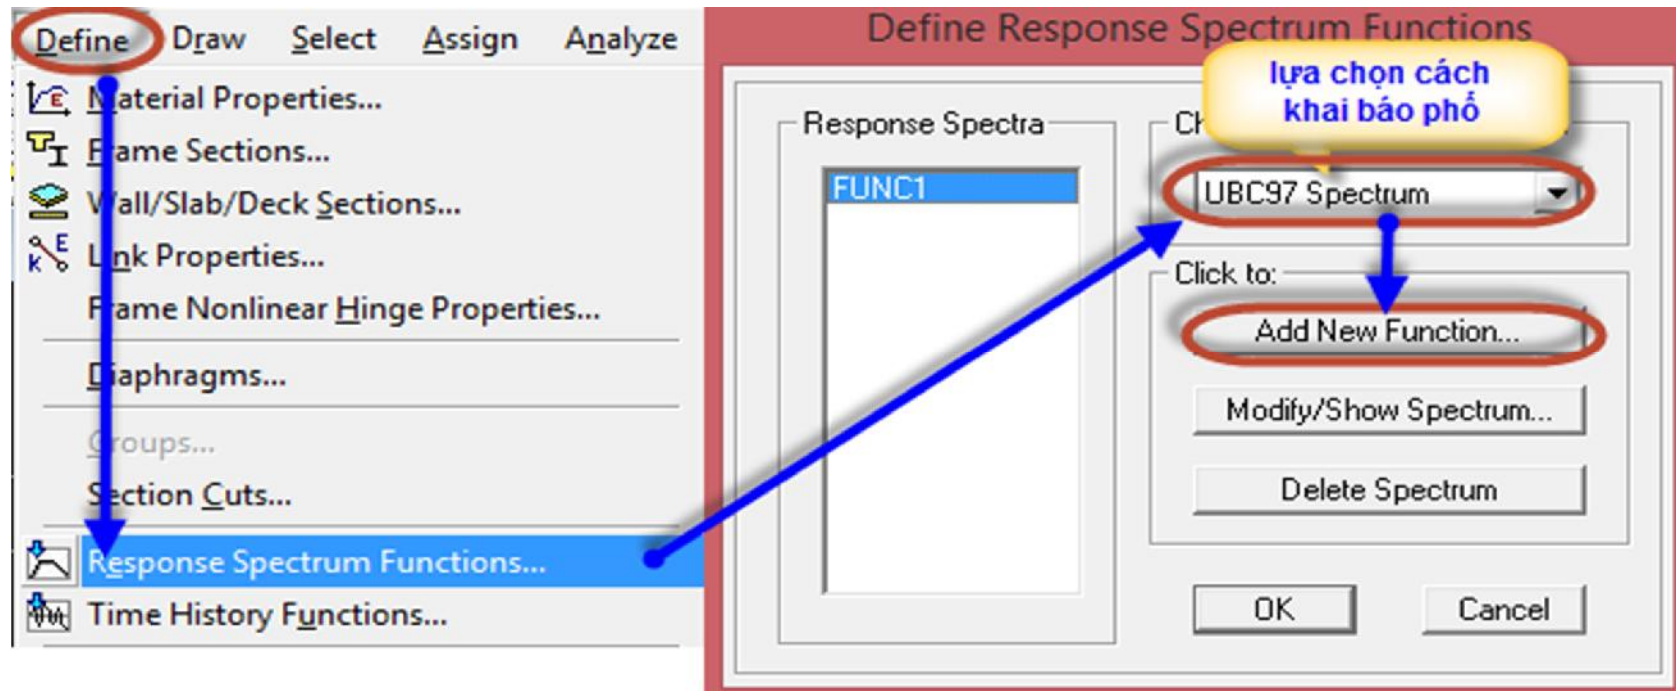 Define Draw Select Assign Analyze
Material Properties...
Frame Sections...
Wall/Slab/Deck Sections...
Link Properties...
Frame Nonlinear Hinge Properties...
Diaphragms...
Groups...
Section Cuts...
Response Spectrum Functions...
Time History Functions...
Define Response Spectrum Functions
lựa chọn cách
khai báo phổ
Response Spectra
FUNC1
UBC97 Spectrum
Click to:
Add New Function...
Modify/Show Spectrum...
Delete Spectrum
OK Cancel